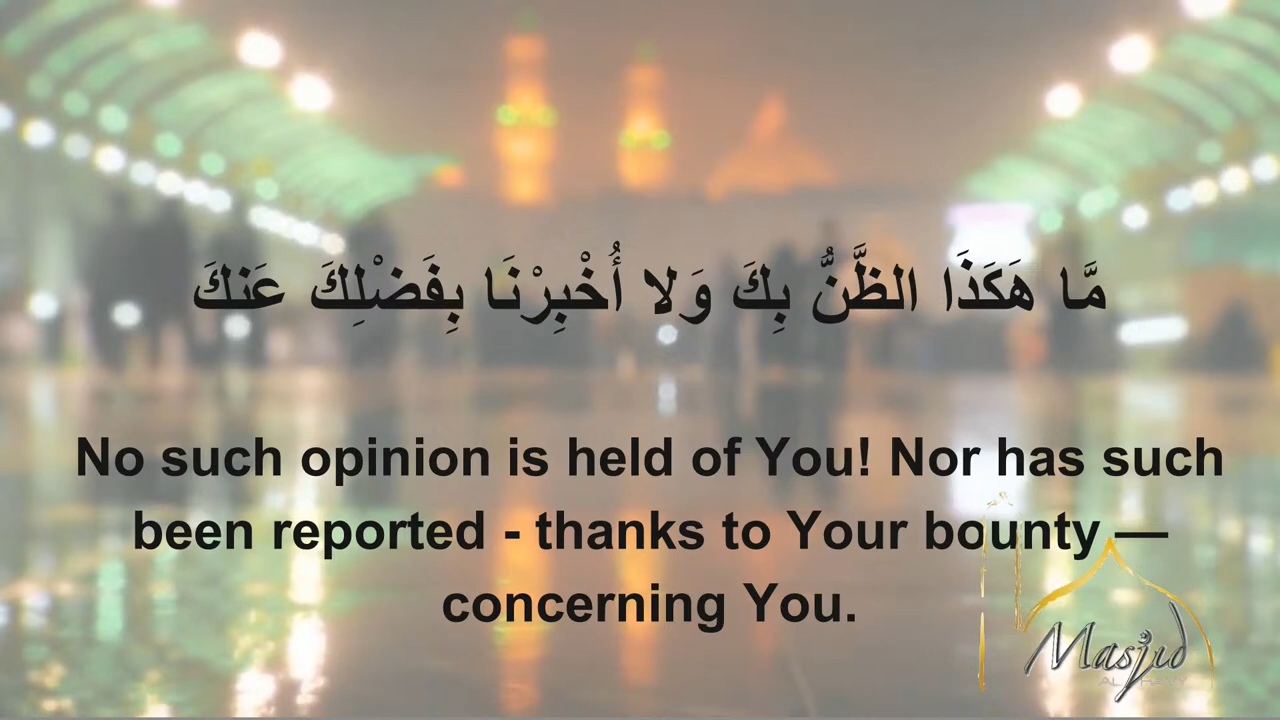 مَّا هَكَذَا الظَّنُّ بِكَ وَلا أُخْبِرْنَا بِفَضْلِكَ عَنكَ
No such opinion is held of You! Nor has such
been reported - thanks to Your bounty —
concerning You.
Masjid